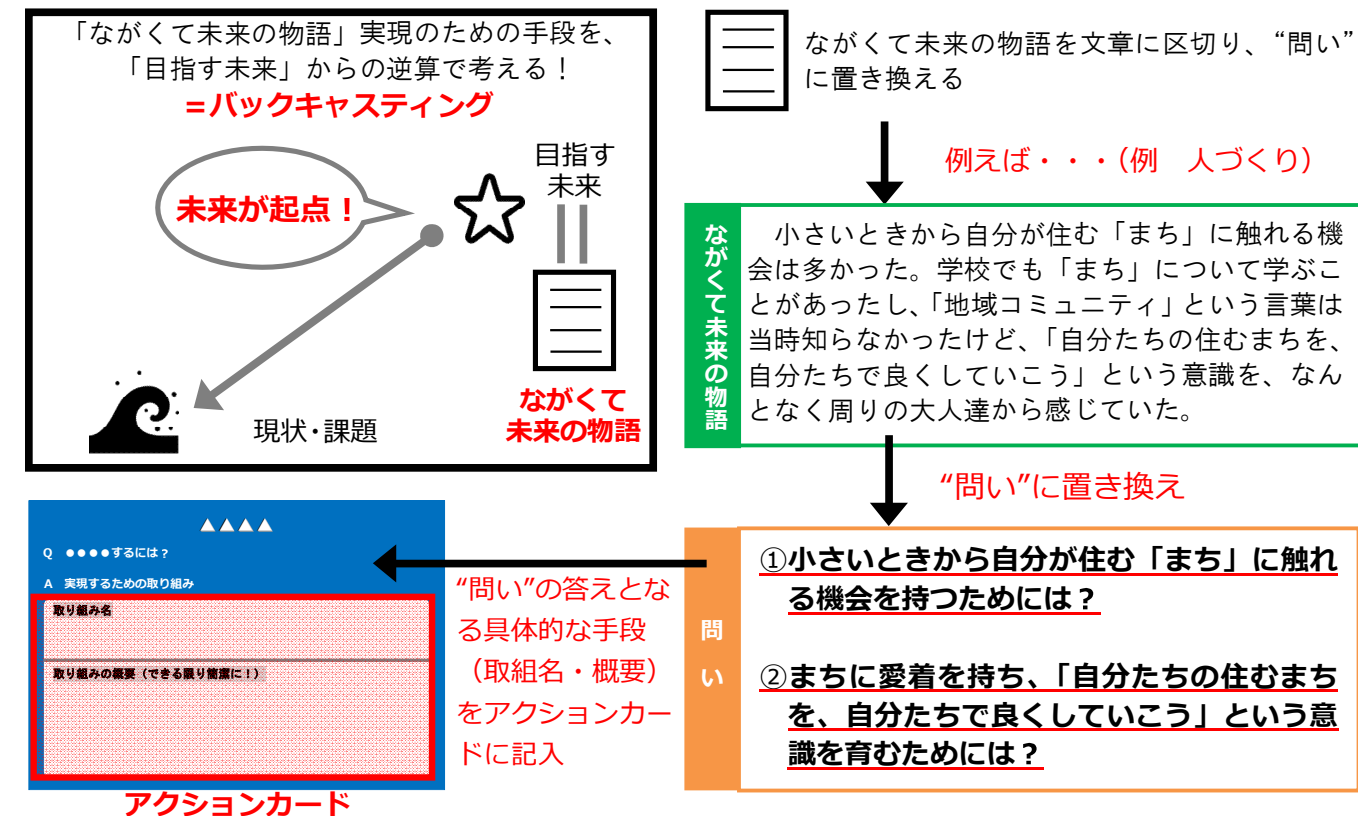 「ながくて未来の物語」実現のための手段を、
「目指す未来」からの逆算で考える！
＝バックキャスティング
未来が起点！
目指す
未来
ながくて
未来の物語
現状・課題
ながくて未来の物語を文章に区切り、“問い”
に置き換える
例えば・・・（例　人づくり）
ながくて未来の物語
　小さいときから自分が住む「まち」に触れる機
会は多かった。学校でも「まち」について学ぶこ
とがあったし、「地域コミュニティ」という言葉は
当時知らなかったけど、「自分たちの住むまちを、
自分たちで良くしていこう」という意識を、なん
となく周りの大人達から感じていた。
“問い”に置き換え
問い
①小さいときから自分が住む「まち」に触れ
る機会を持つためには？
②まちに愛着を持ち、「自分たちの住むまち
を、自分たちで良くしていこう」という意
識を育むためには？
“問い”の答えとな
る具体的な手段
（取組名・概要）
をアクションカー
ドに記入
▲▲▲▲
Q　●●●●するには？
A　実現するための取り組み
取り組み名
取り組みの概要（できる限り簡潔に！）
アクションカード